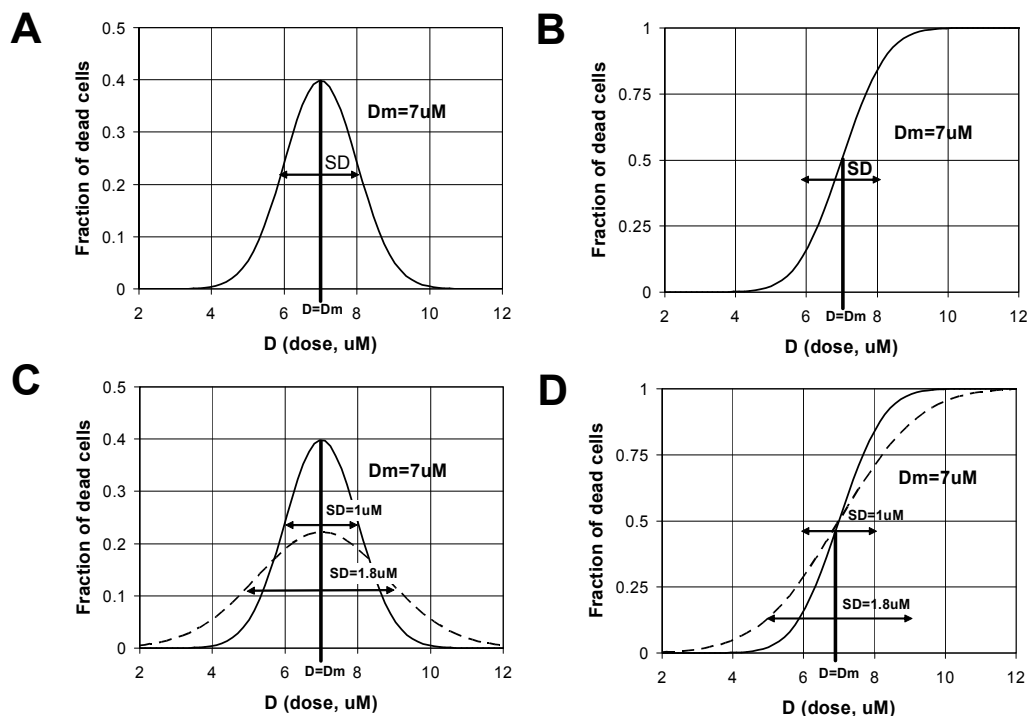 A
Fraction of dead cells
0.5
0.4
0.3
0.2
0.1
0
Dm=7uM
SD
2 4 6 8 10 12
D=Dm
D (dose, uM)
B
Fraction of dead cells
1
0.75
0.5
0.25
0
Dm=7uM
SD
2 4 6 8 10 12
D=Dm
D (dose, uM)
C
Fraction of dead cells
0.5
0.4
0.3
0.2
0.1
0
Dm=7uM
SD=1uM
SD=1.8uM
2 4 6 8 10 12
D=Dm
D (dose, uM)
D
Fraction of dead cells
1
0.75
0.5
0.25
0
Dm=7uM
SD=1uM
SD=1.8uM
2 4 6 8 10 12
D=Dm
D (dose, uM)